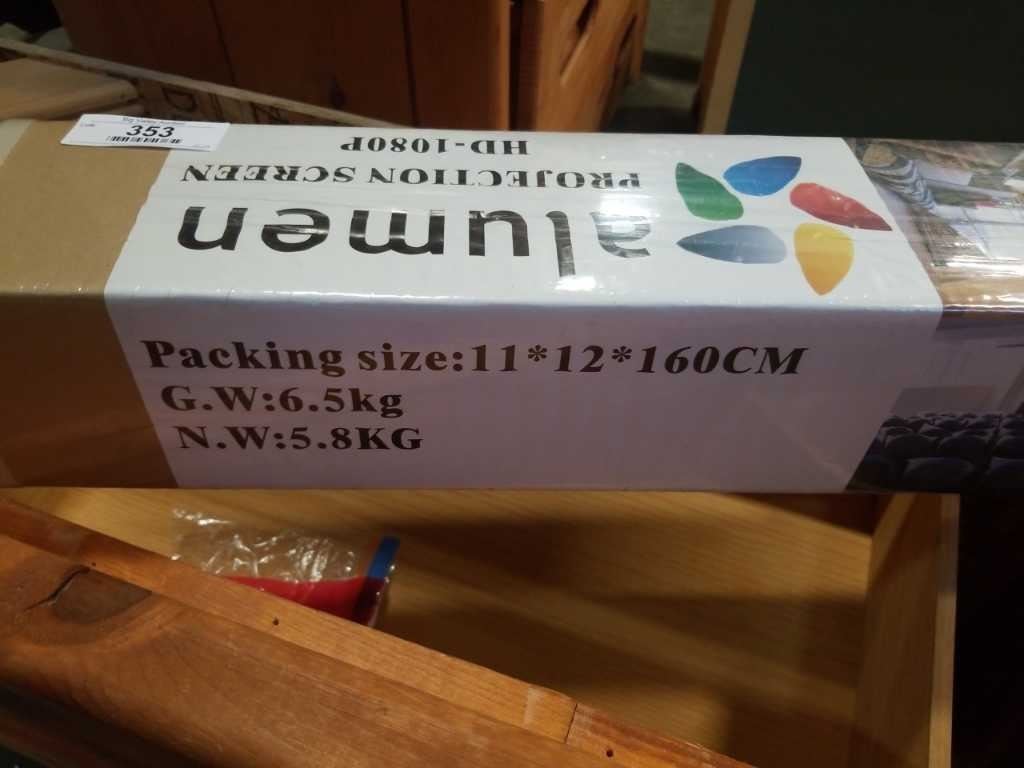 353
alumen
PROJECTION SCREEN
HD-1080P
Packing size:11*12*160CM
G.W:6.5kg
N.W:5.8KG